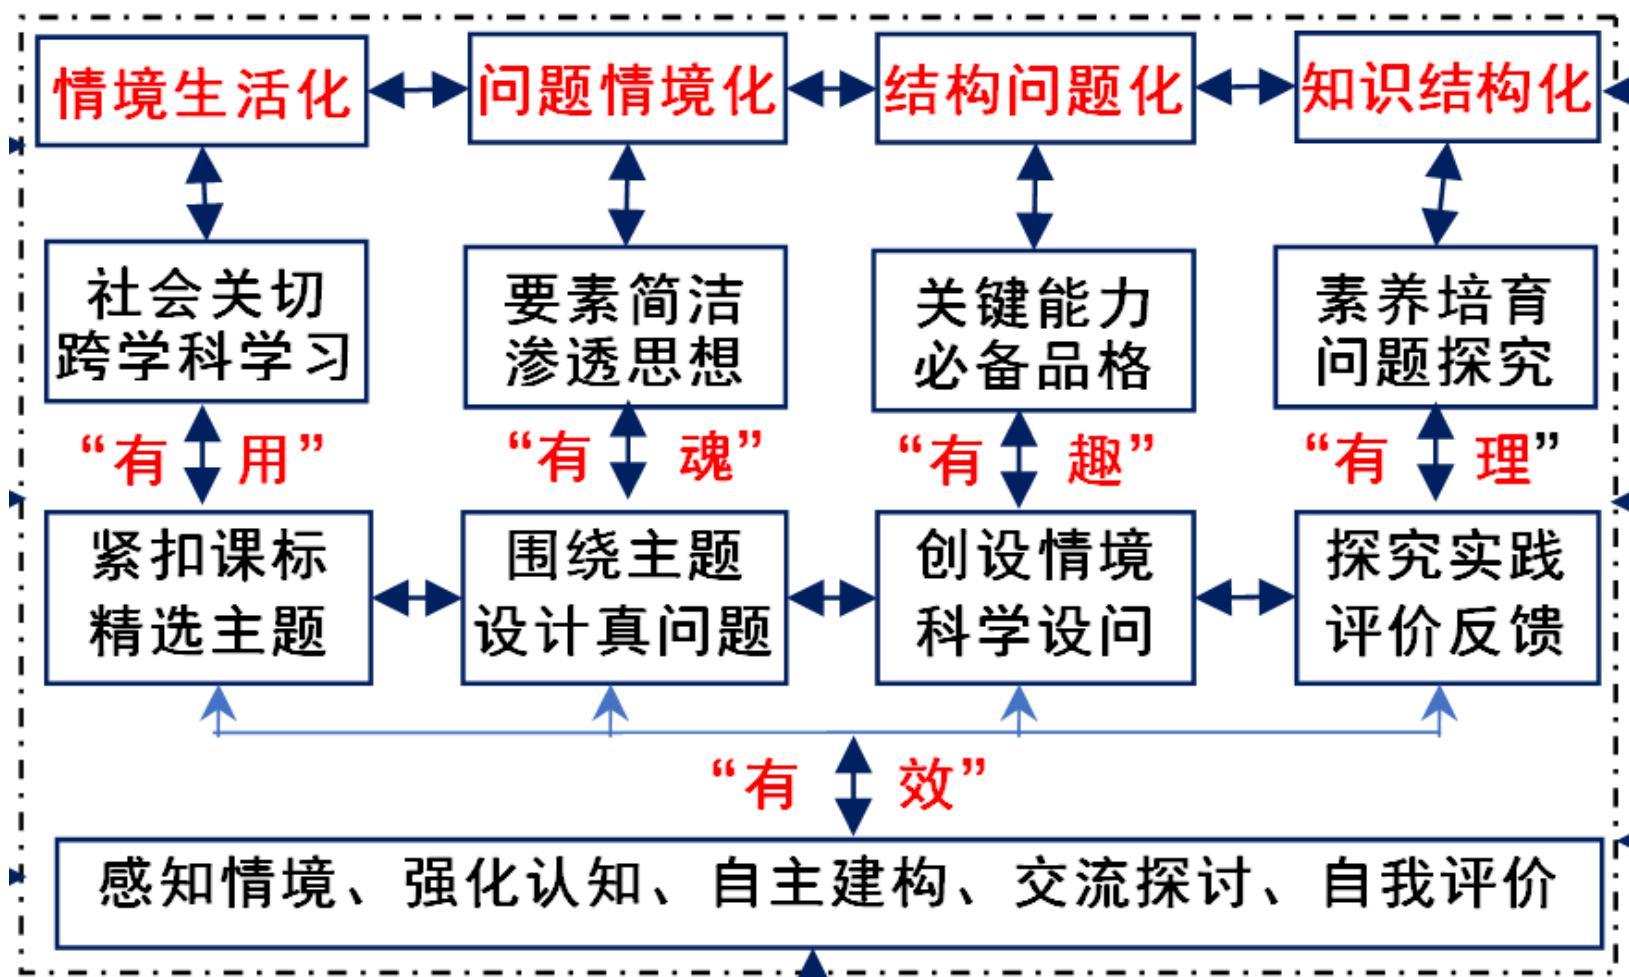 情境生活化 问题情境化 结构问题化 知识结构化
社会关切 要素简洁 关键能力 素养培育
跨学科学习 渗透思想 必备品格 问题探究
“有用” “有魂” “有趣” “有理”
紧扣课标 围绕主题 创设情境 探究实践
精选主题 设计真问题 科学设问 评价反馈
“有效”
感知情境、强化认知、自主建构、交流探讨、自我评价